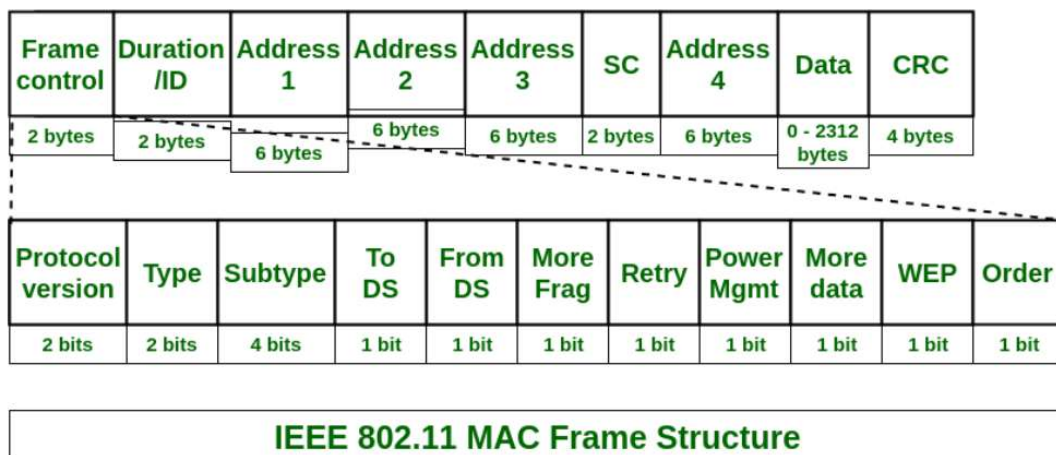 Frame Duration Address Address Address SC Address Data CRC
control /ID 1 2 3 4
2 bytes 2 bytes 6 bytes 6 bytes 6 bytes 2 bytes 6 bytes 0 - 2312 4 bytes
bytes
Protocol Type Subtype To From More Retry Power More WEP Order
version DS DS Frag Mgmt data
2 bits 2 bits 4 bits 1 bit 1 bit 1 bit 1 bit 1 bit 1 bit 1 bit 1 bit
IEEE 802.11 MAC Frame Structure